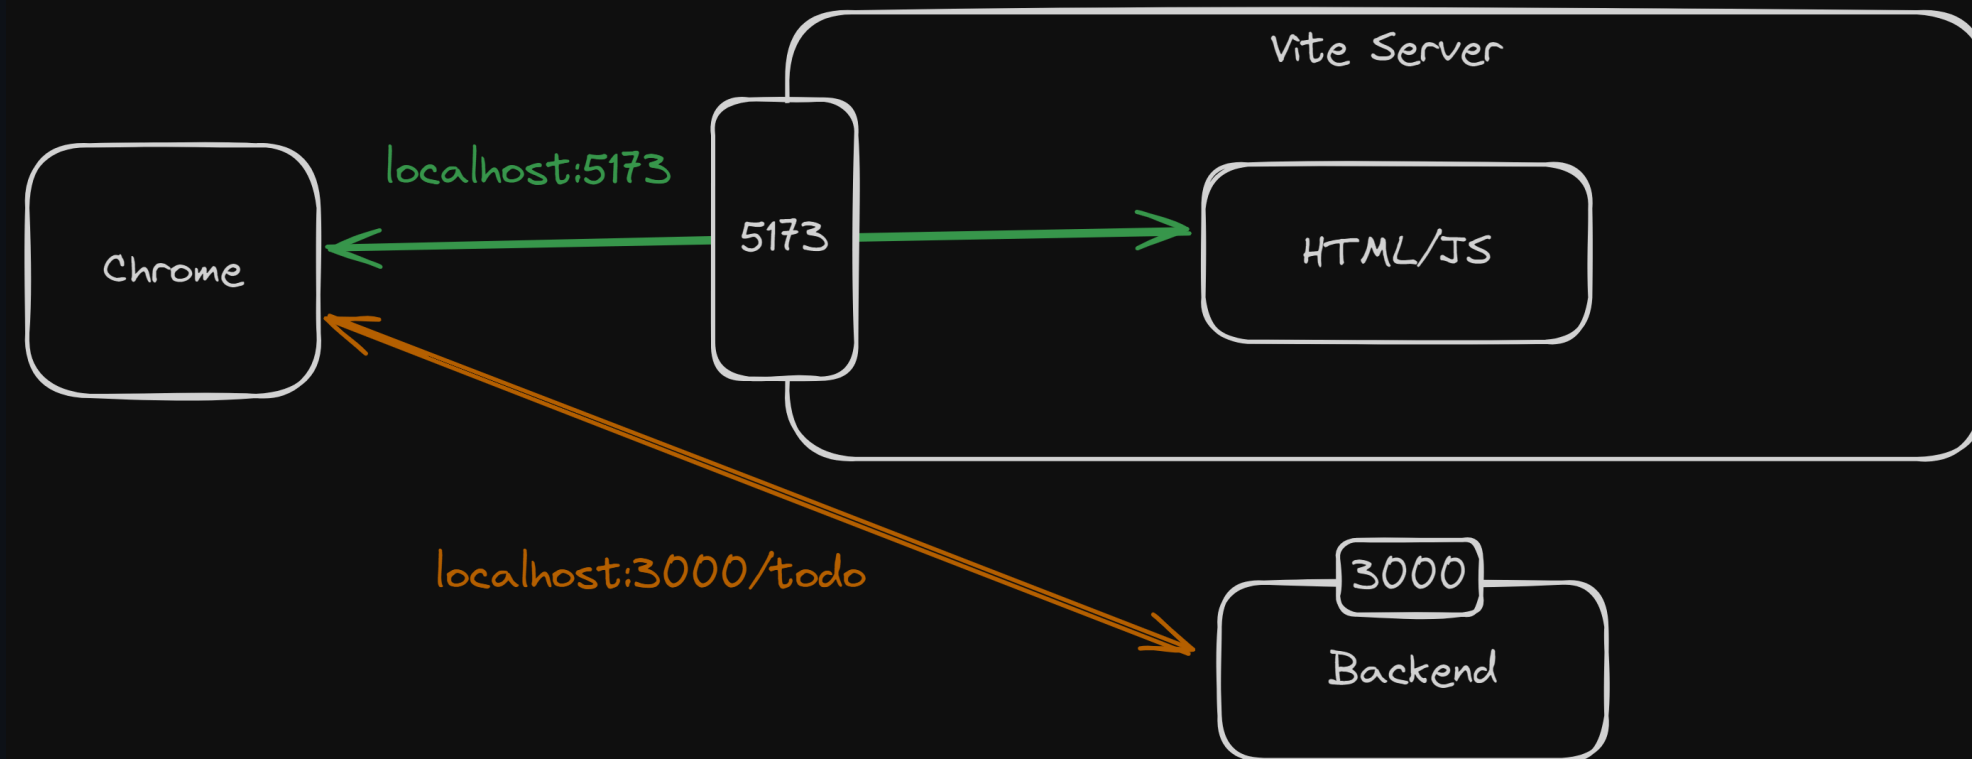 Vite Server
localhost:5173
5173
HTML/JS
Chrome
localhost:3000/todo
3000
Backend